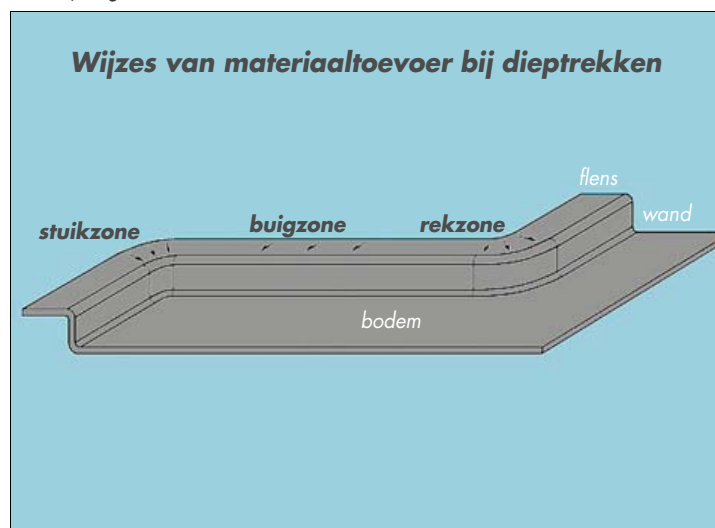 Wijzes van materiaaltoevoer bij dieptrekken
flens
wand
stuikzone
buigzone
rekzone
bodem